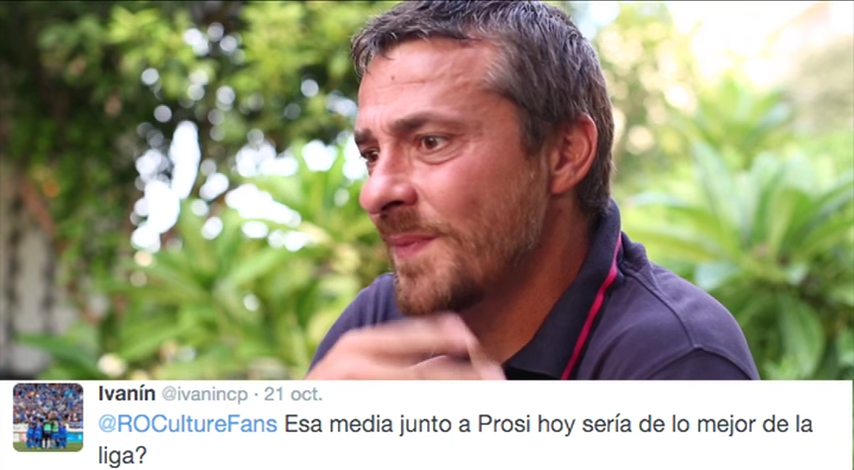 Ivanín @ivanincp · 21 oct.
@ROCultureFans Esa media junto a Prosi hoy sería de lo mejor de la
liga?